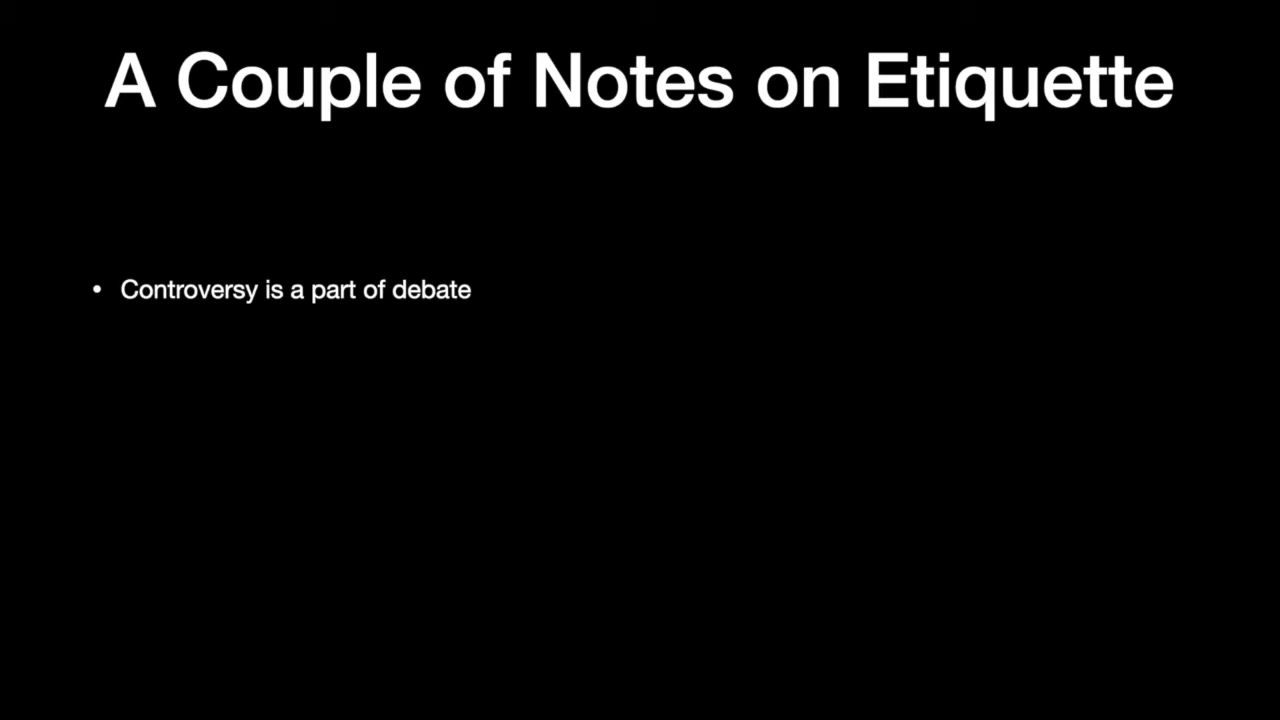 A Couple of Notes on Etiquette
• Controversy is a part of debate